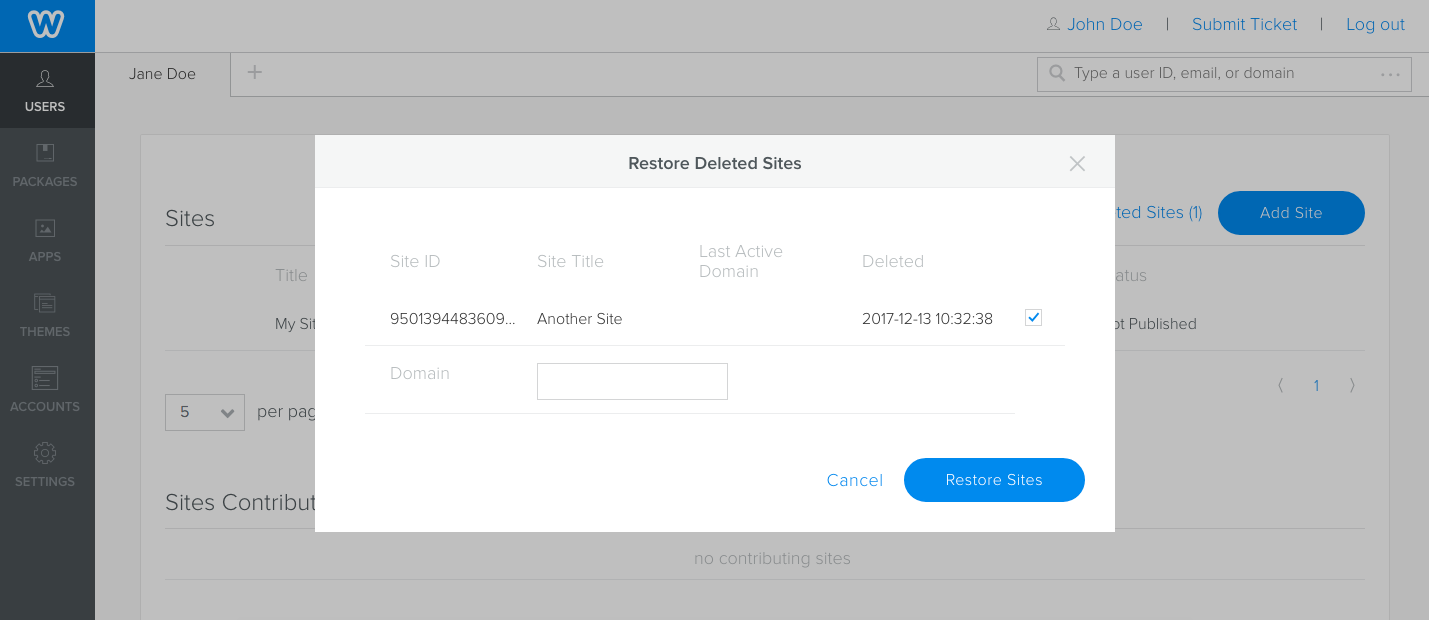 John Doe | Submit Ticket | Log out
Jane Doe
Type a user ID, email, or domain
USERS
PACKAGES
APPS
THEMES
ACCOUNTS
SETTINGS
Restore Deleted Sites
Sites
ted Sites (1)
Add Site
Site ID
Site Title
Last Active
Domain
Deleted
Title
atus
9501394483609...
Another Site
2017-12-13 10:32:38
My Sit
ot Published
Domain
5
per pag
1
Cancel
Restore Sites
Sites Contribut
no contributing sites